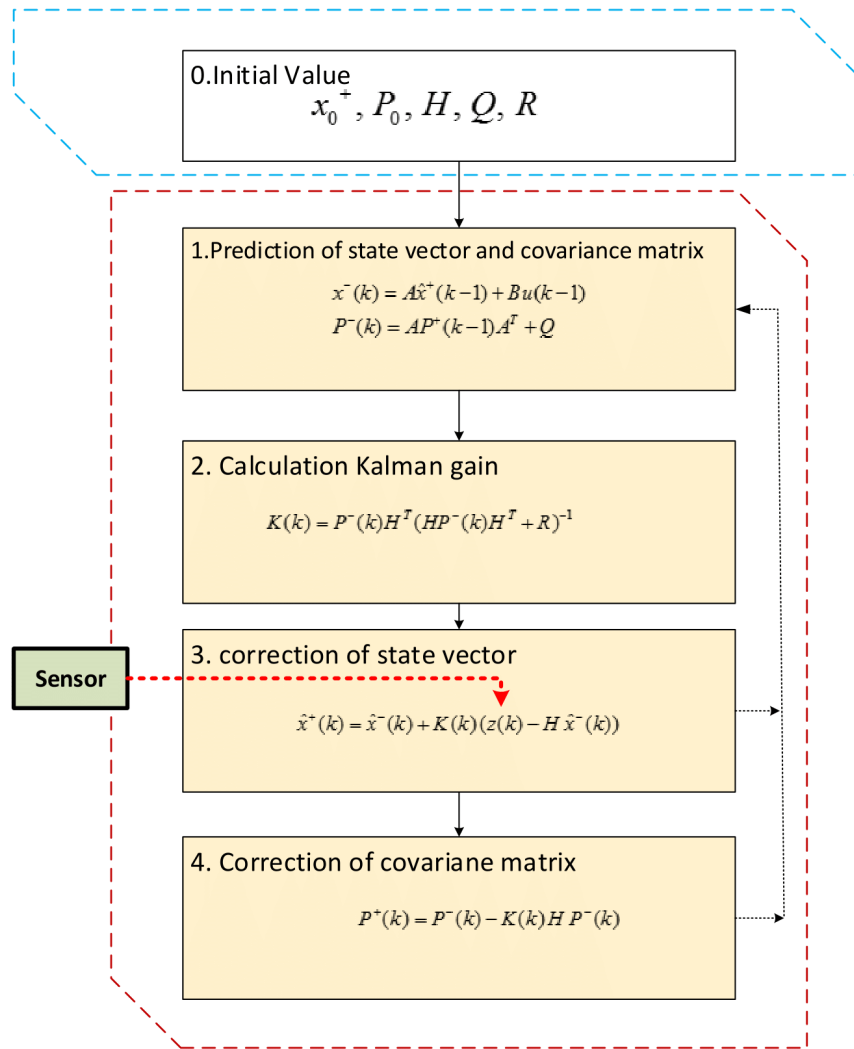 0.Initial Value
x₀⁺, P₀, H, Q, R
1.Prediction of state vector and covariance matrix
x⁻(k) = Ax̂⁺(k−1) + Bu(k−1)
P⁻(k) = AP⁺(k−1)Aᵀ + Q
2. Calculation Kalman gain
K(k) = P⁻(k)Hᵀ(HP⁻(k)Hᵀ + R)⁻¹
3. correction of state vector
Sensor
x̂⁺(k) = x̂⁻(k) + K(k)(z(k) − H x̂⁻(k))
4. Correction of covariane matrix
P⁺(k) = P⁻(k) − K(k)H P⁻(k)